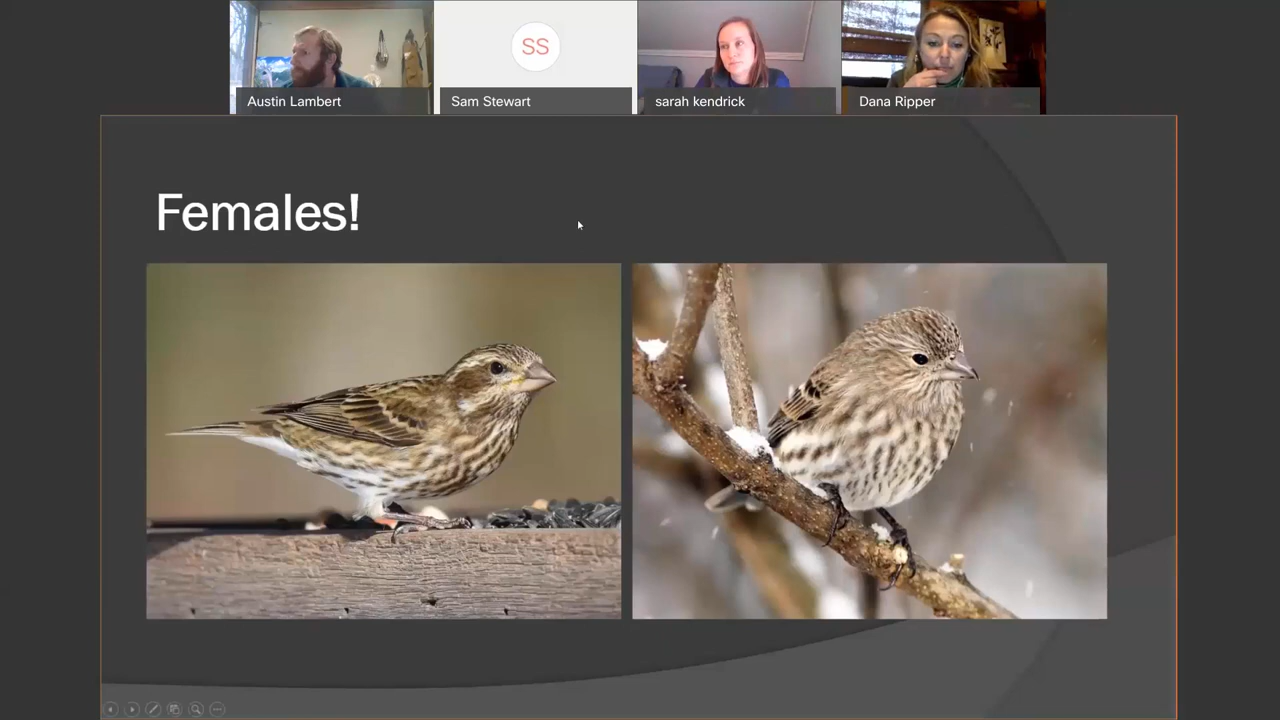 Austin Lambert
SS
Sam Stewart
sarah kendrick
Dana Ripper
Females!